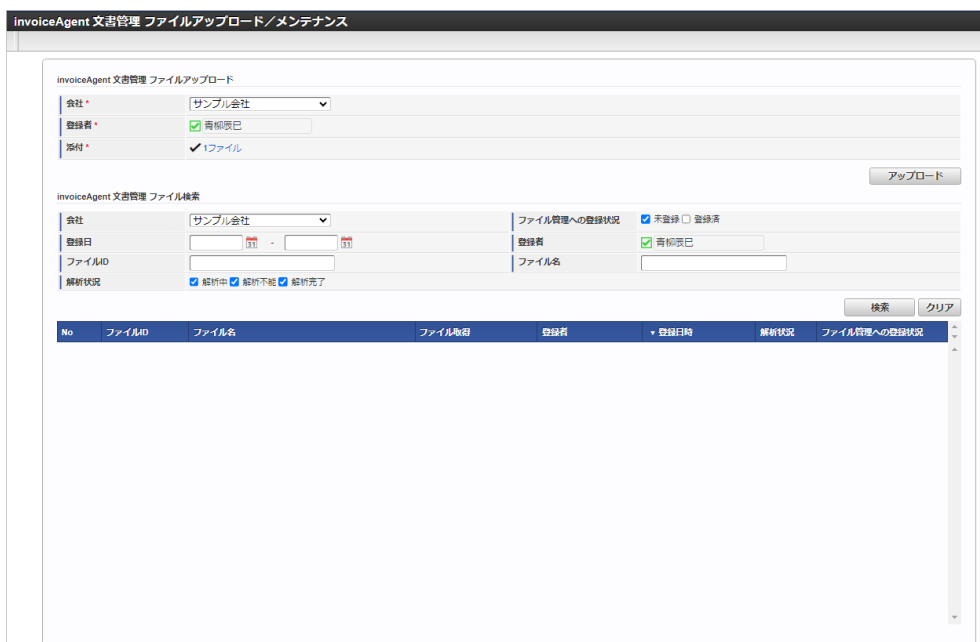 invoiceAgent 文書管理 ファイルアップロード／メンテナンス
invoiceAgent 文書管理 ファイルアップロード
会社 * サンプル会社
登録者 * 青柳辰巳
添付 * 1ファイル
アップロード
invoiceAgent 文書管理 ファイル検索
会社 サンプル会社 ファイル管理への登録状況 未登録 登録済
登録日 31 - 31 登録者 青柳辰巳
ファイルID ファイル名
解析状況 解析中 解析不能 解析完了
検索 クリア
No ファイルID ファイル名 ファイル取得 登録者 ▼ 登録日時 解析状況 ファイル管理への登録状況